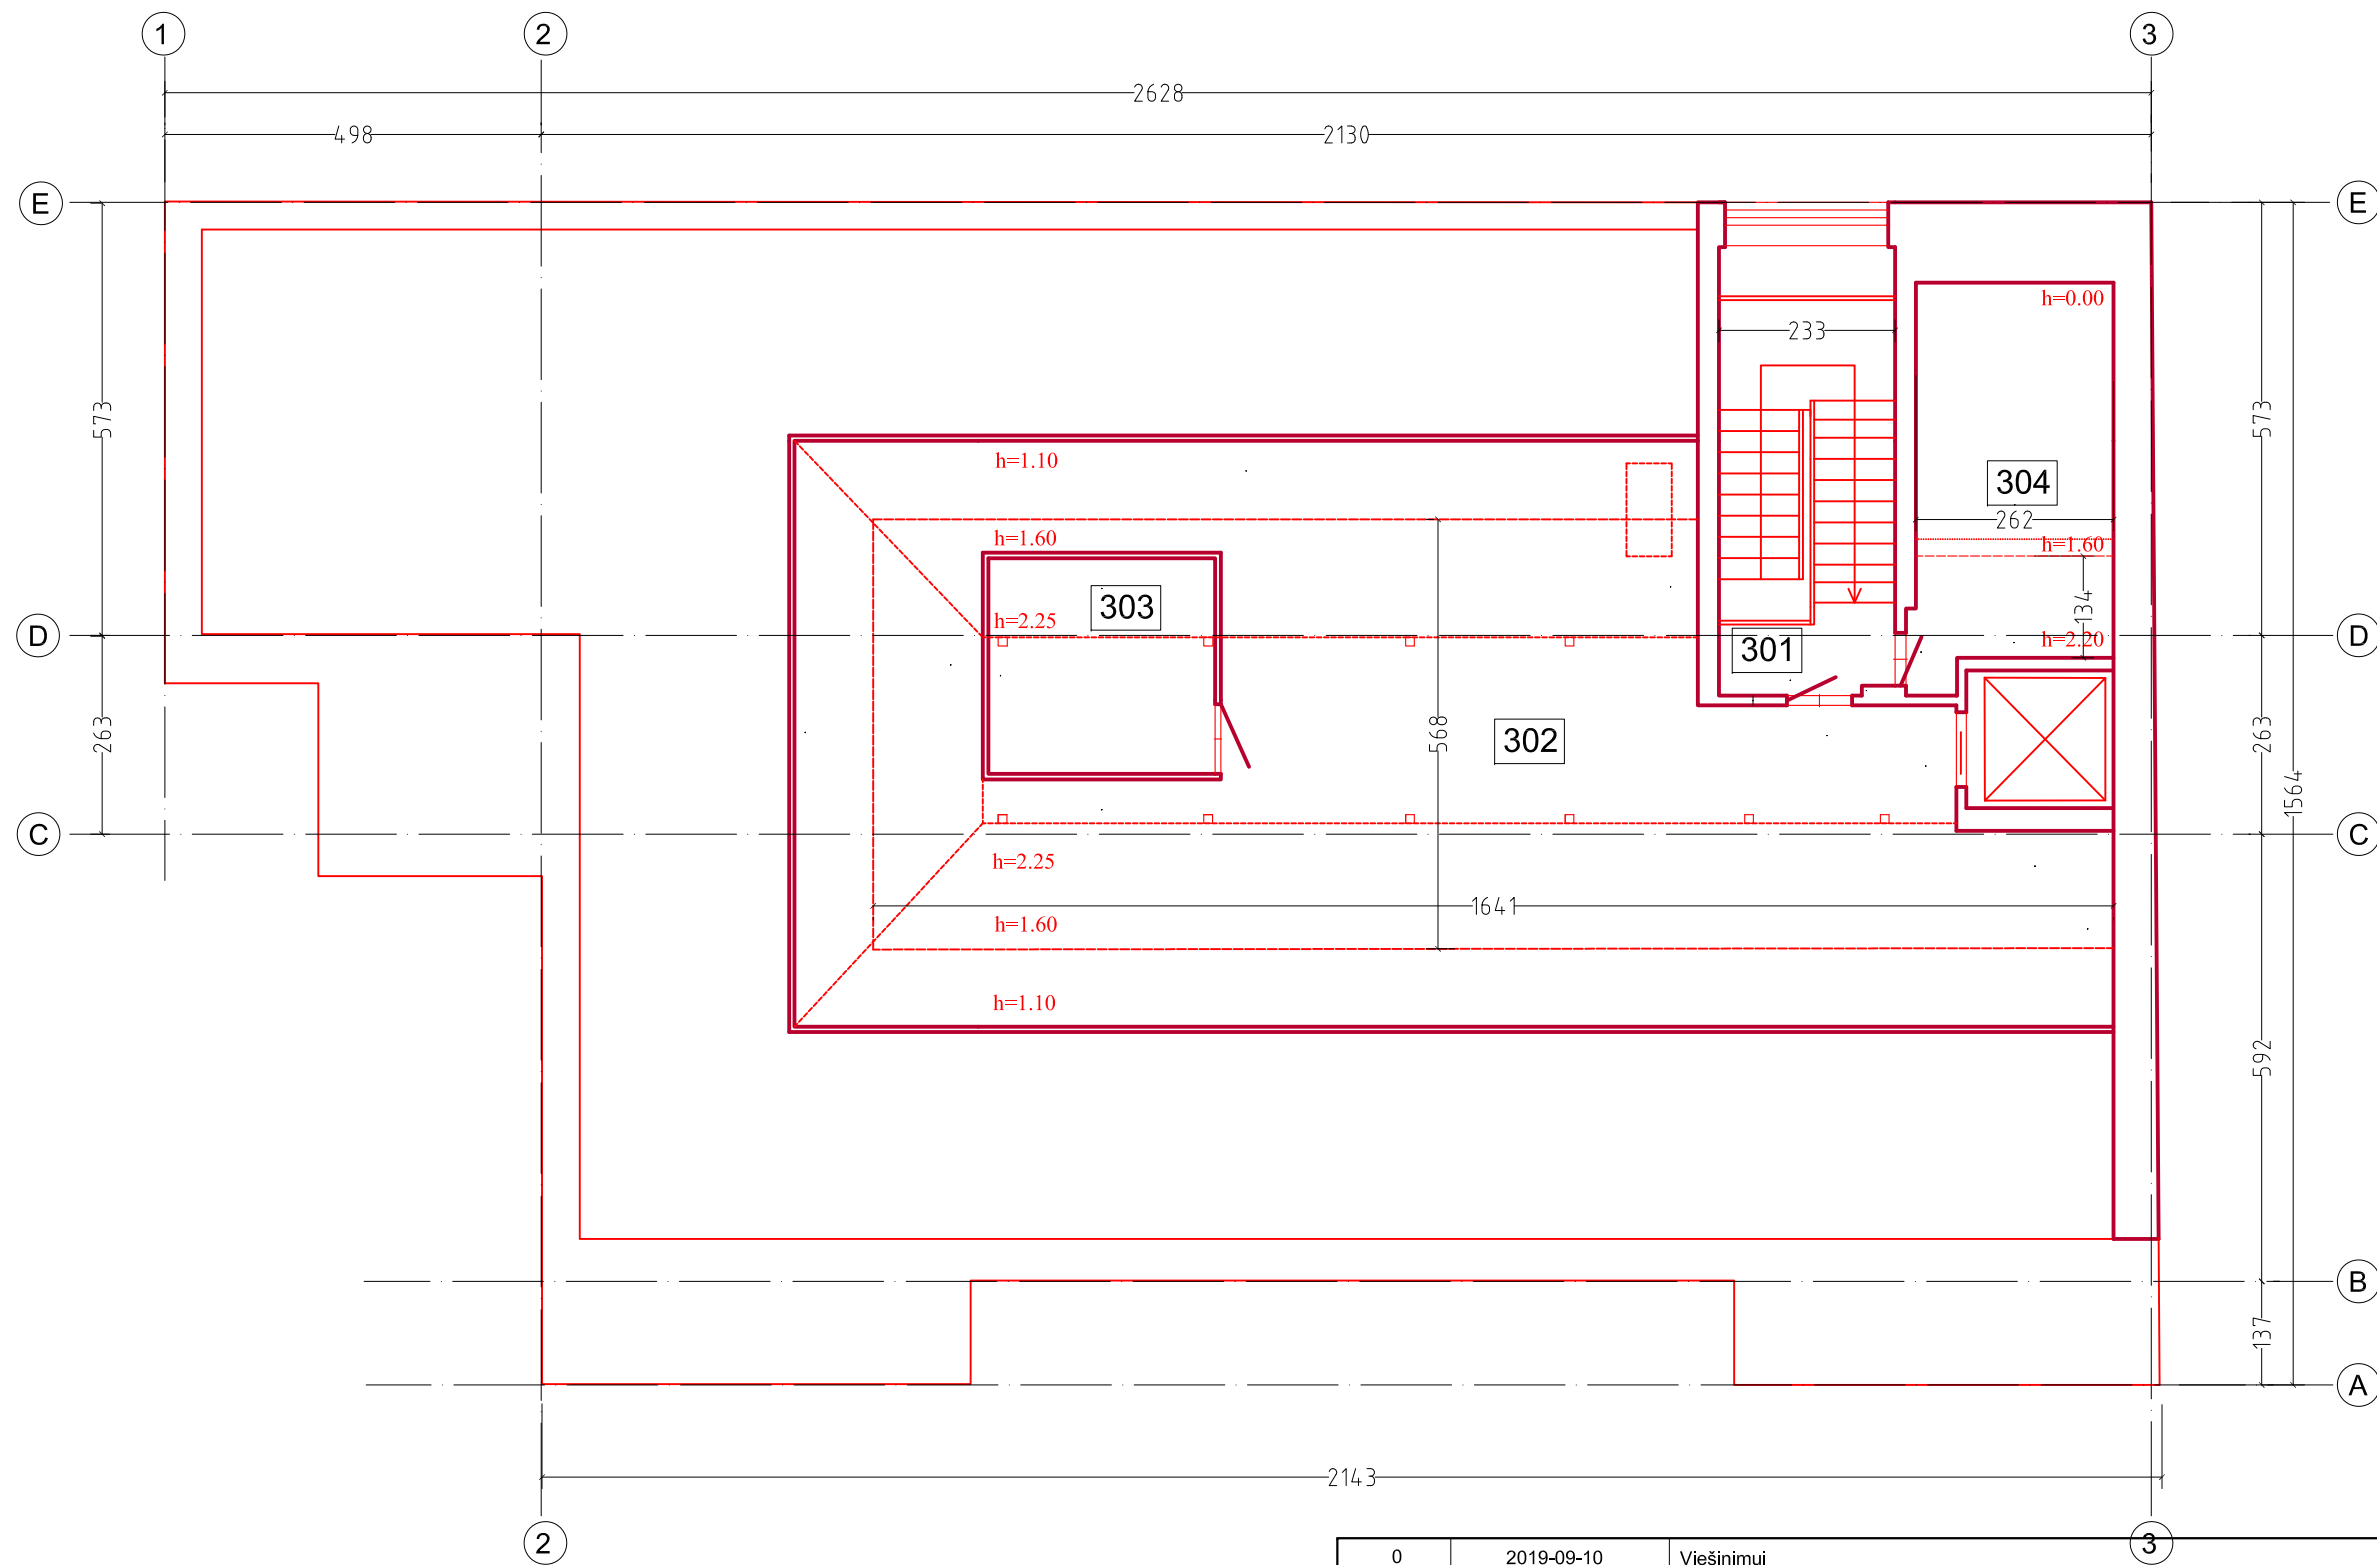 1 2 3
2628
498 2130
E E
h=0.00
233
573 573
h=1.10
304
262
h=1.60 h=1.60
303
134
h=2.25
D 301 h=2.20 D
263 568 302 263
1564
C C
h=2.25
1641
h=1.60
h=1.10
592
B
137
A
2143
2 3
0 2019-09-10 Viešinimui